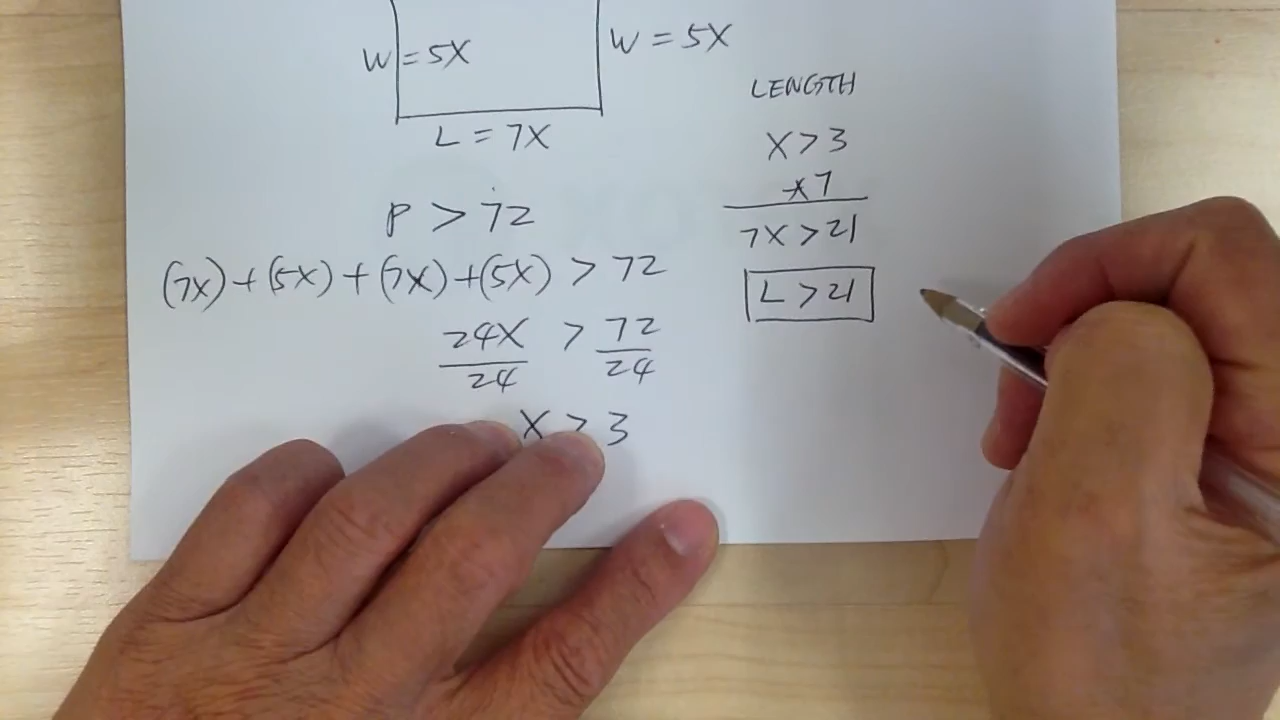 W = 5X
W = 5X
L = 7X
P > 72
(7X) + (5X) + (7X) + (5X) > 72
24X > 72
24 24
X > 3
LENGTH
X > 3
x7
7X > 21
L > 21